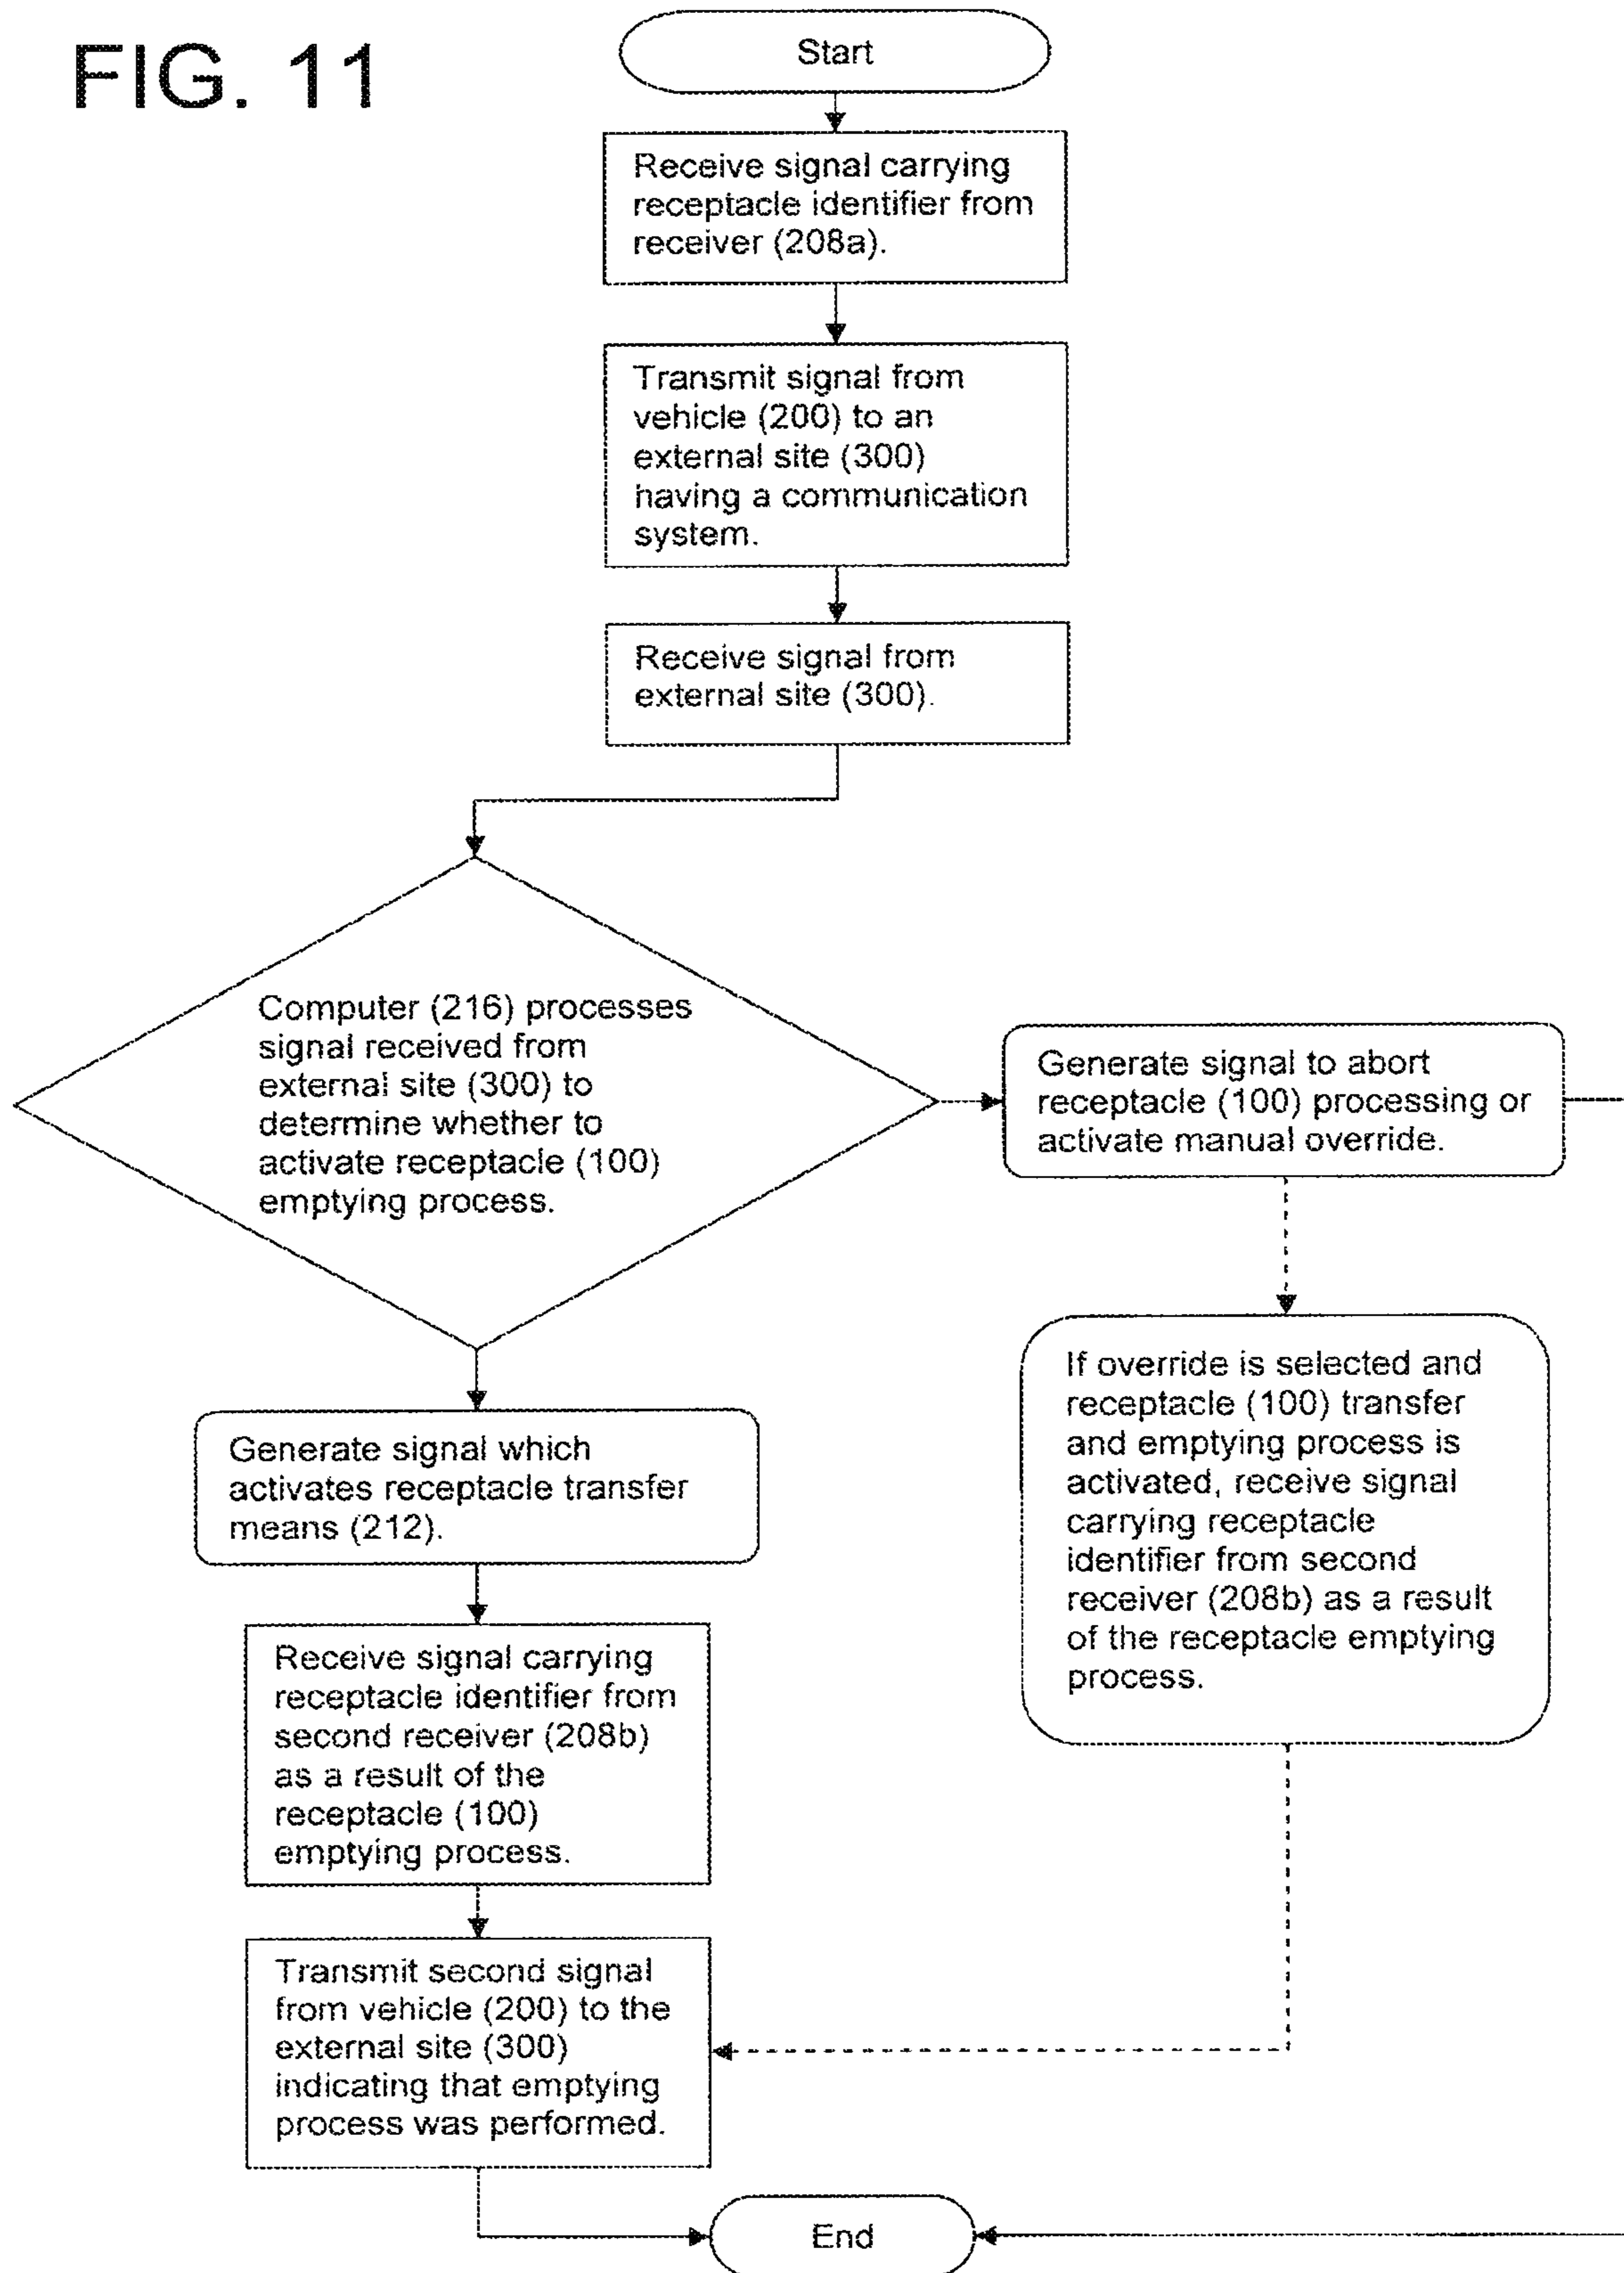 FIG. 11
Start
Receive signal carrying
receptacle identifier from
receiver (208a).
Transmit signal from
vehicle (200) to an
external site (300)
having a communication
system.
Receive signal from
external site (300).
Computer (216) processes
signal received from
external site (300) to
determine whether to
activate receptacle (100)
emptying process.
Generate signal to abort
receptacle (100) processing or
activate manual override.
If override is selected and
receptacle (100) transfer
and emptying process is
activated, receive signal
carrying receptacle
identifier from second
receiver (208b) as a result
of the receptacle emptying
process.
Generate signal which
activates receptacle transfer
means (212).
Receive signal carrying
receptacle identifier from
second receiver (208b)
as a result of the
receptacle (100)
emptying process.
Transmit second signal
from vehicle (200) to the
external site (300)
indicating that emptying
process was performed.
End